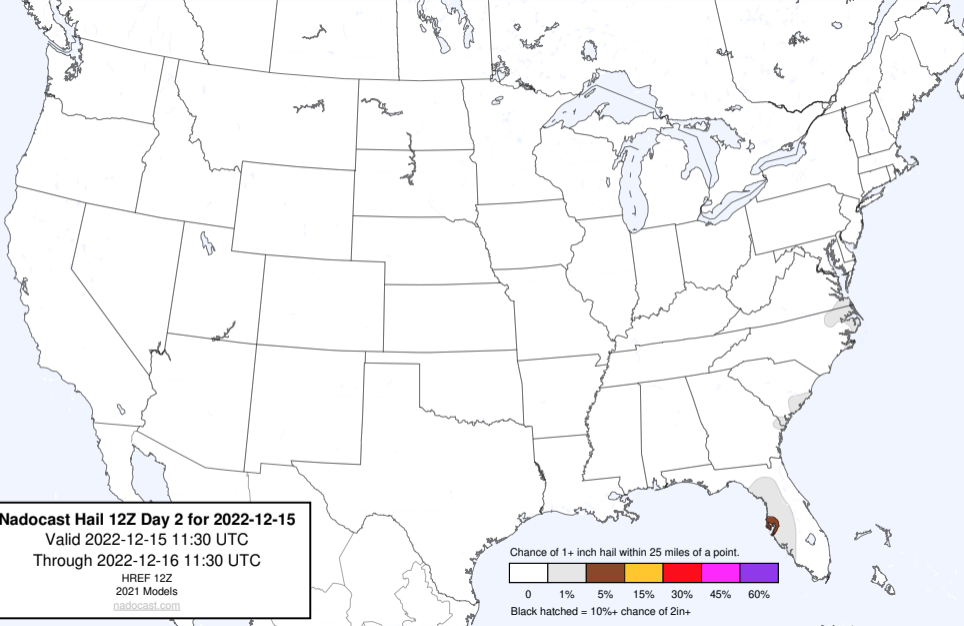 Nadocast Hail 12Z Day 2 for 2022-12-15
Valid 2022-12-15 11:30 UTC
Through 2022-12-16 11:30 UTC
HREF 12Z
2021 Models
nadocast.com
Chance of 1+ inch hail within 25 miles of a point.
0 1% 5% 15% 30% 45% 60%
Black hatched = 10%+ chance of 2in+